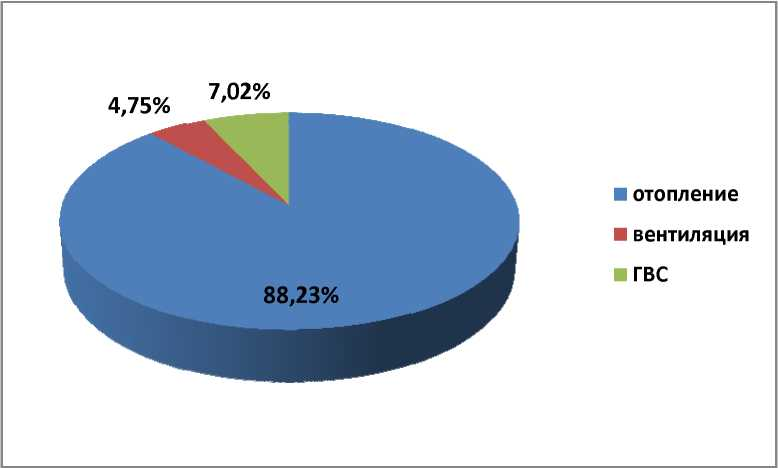 7,02%
4,75%
88,23%
отопление
вентиляция
ГВС